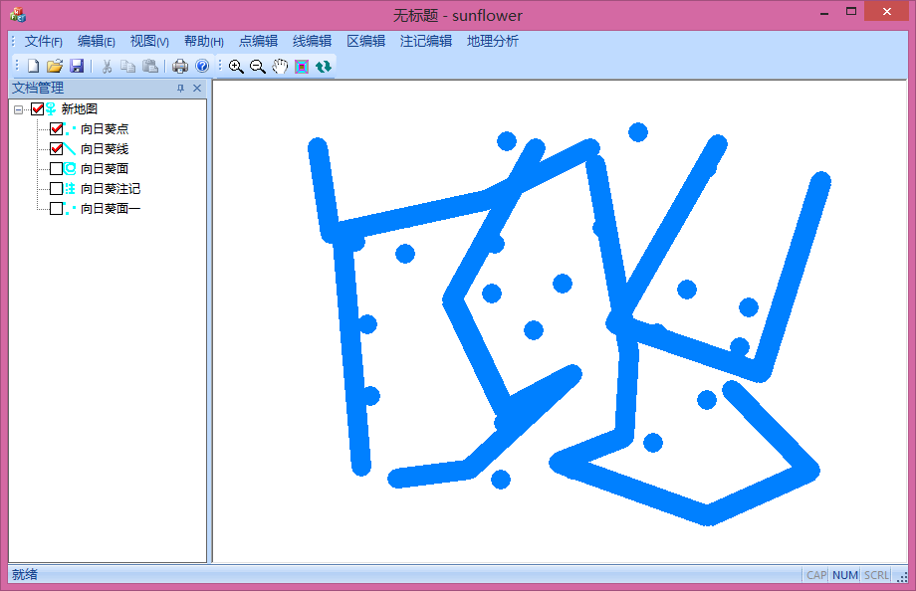 无标题 - sunflower
文件(F) 编辑(E) 视图(V) 帮助(H) 点编辑 线编辑 区编辑 注记编辑 地理分析
文档管理
新地图
向日葵点
向日葵线
向日葵面
注 向日葵注记
向日葵面一
就绪 CAP NUM SCRL